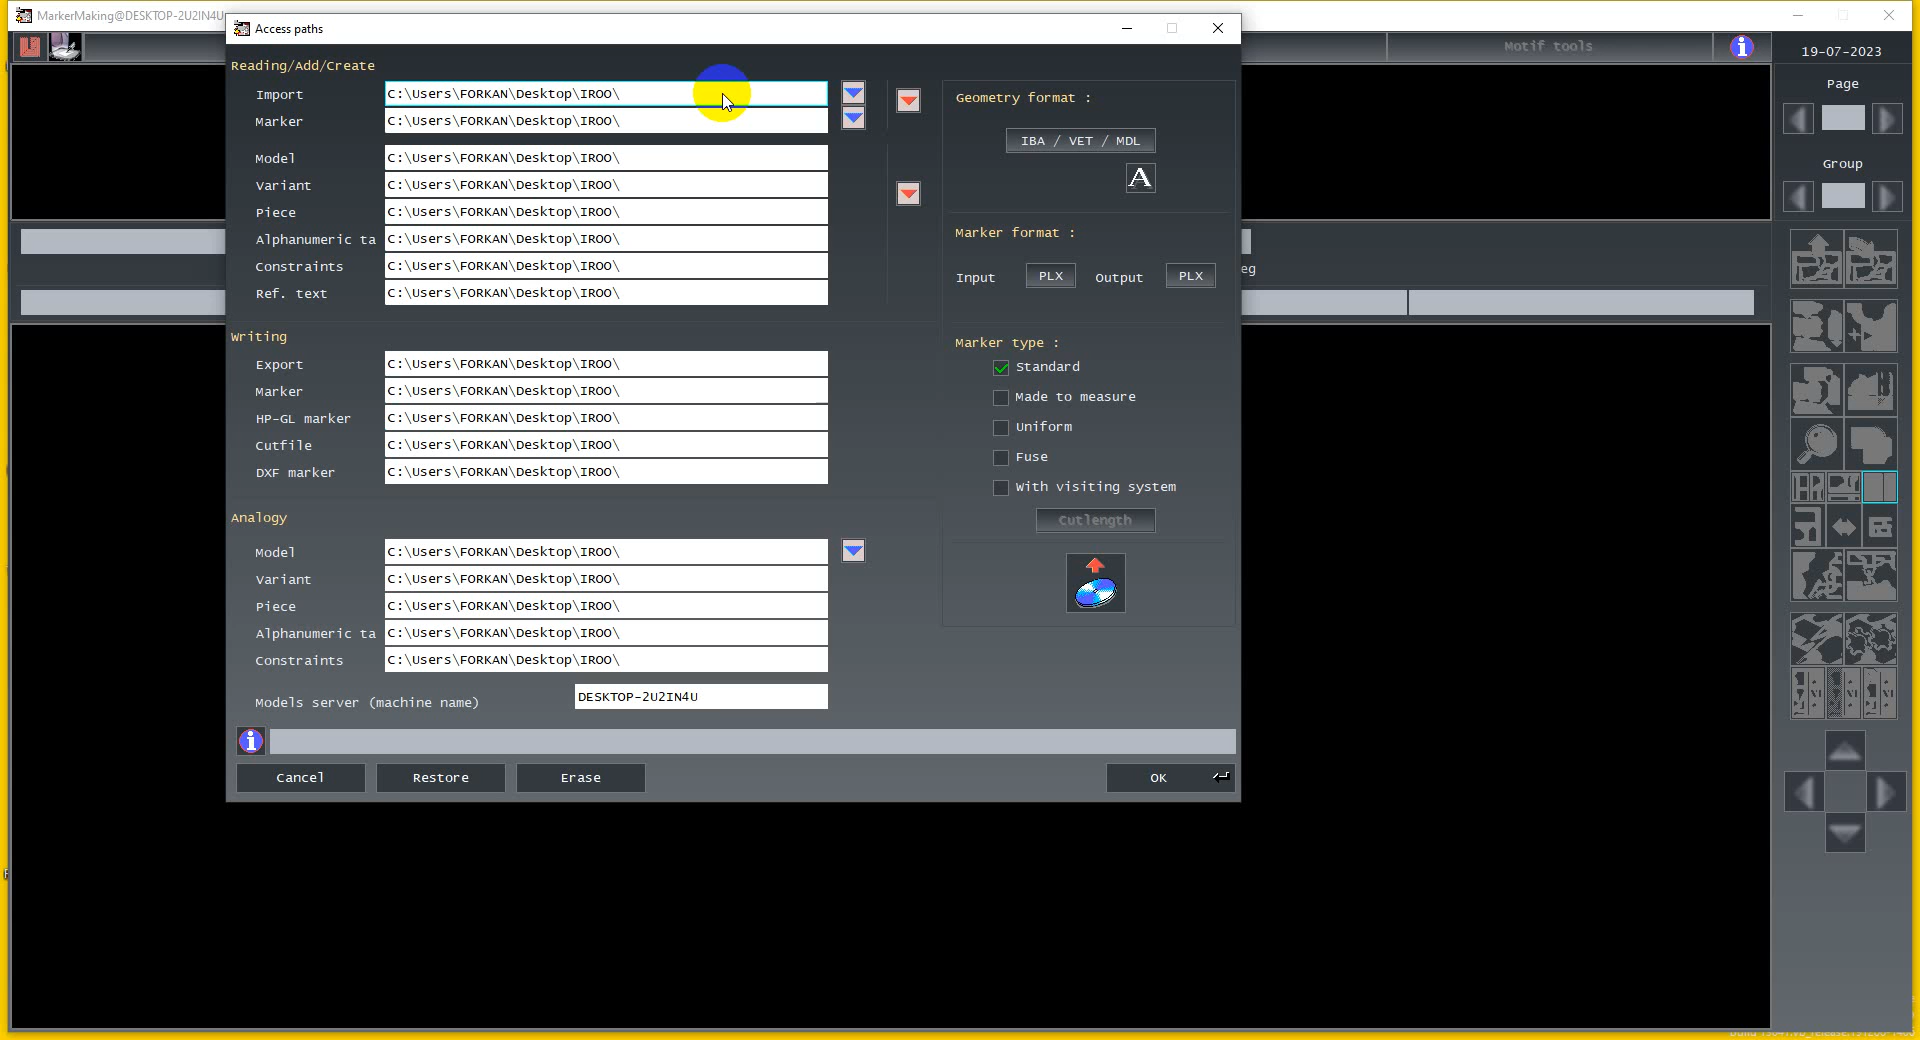 MarkerMaking@DESKTOP-2U2IN4U
Access paths
Motif tools
19-07-2023
Reading/Add/Create
Import C:\Users\FORKAN\Desktop\IROO\
Marker C:\Users\FORKAN\Desktop\IROO\
Model C:\Users\FORKAN\Desktop\IROO\
Variant C:\Users\FORKAN\Desktop\IROO\
Piece C:\Users\FORKAN\Desktop\IROO\
Alphanumeric ta C:\Users\FORKAN\Desktop\IROO\
Constraints C:\Users\FORKAN\Desktop\IROO\
Ref. text C:\Users\FORKAN\Desktop\IROO\
Writing
Export C:\Users\FORKAN\Desktop\IROO\
Marker C:\Users\FORKAN\Desktop\IROO\
HP-GL marker C:\Users\FORKAN\Desktop\IROO\
Cutfile C:\Users\FORKAN\Desktop\IROO\
DXF marker C:\Users\FORKAN\Desktop\IROO\
Analogy
Model C:\Users\FORKAN\Desktop\IROO\
Variant C:\Users\FORKAN\Desktop\IROO\
Piece C:\Users\FORKAN\Desktop\IROO\
Alphanumeric ta C:\Users\FORKAN\Desktop\IROO\
Constraints C:\Users\FORKAN\Desktop\IROO\
Models server (machine name) DESKTOP-2U2IN4U
Geometry format :
IBA / VET / MDL
A
Marker format :
Input PLX Output PLX
Marker type :
Standard
Made to measure
Uniform
Fuse
With visiting system
Cutlength
Cancel Restore Erase OK
eg
Page
Group